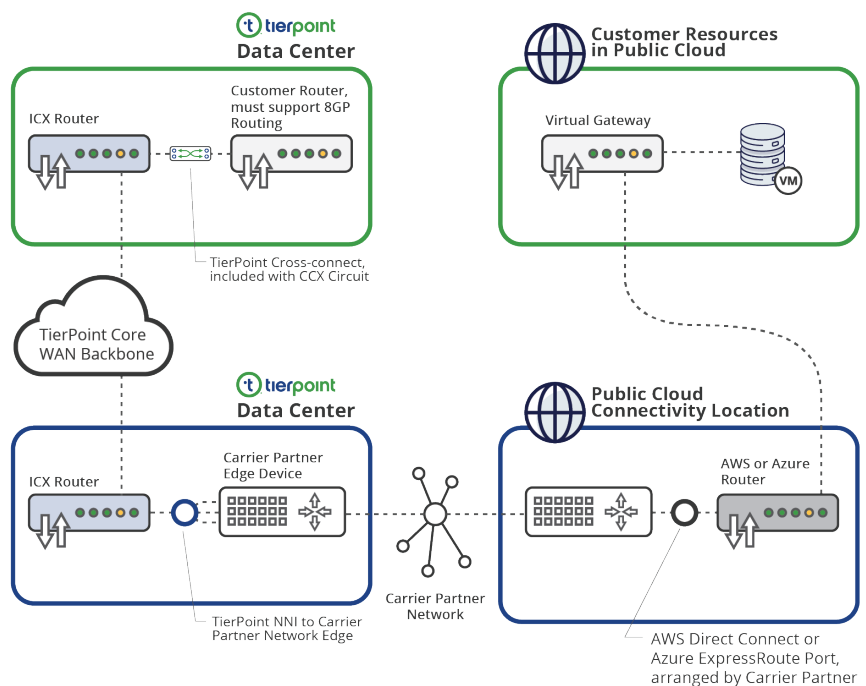 tierpoint
Data Center
ICX Router
Customer Router,
must support 8GP
Routing
TierPoint Cross-connect,
included with CCX Circuit
Customer Resources
in Public Cloud
Virtual Gateway
VM
TierPoint Core
WAN Backbone
tierpoint
Data Center
ICX Router
Carrier Partner
Edge Device
TierPoint NNI to Carrier
Partner Network Edge
Carrier Partner
Network
Public Cloud
Connectivity Location
AWS or Azure
Router
AWS Direct Connect or
Azure ExpressRoute Port,
arranged by Carrier Partner